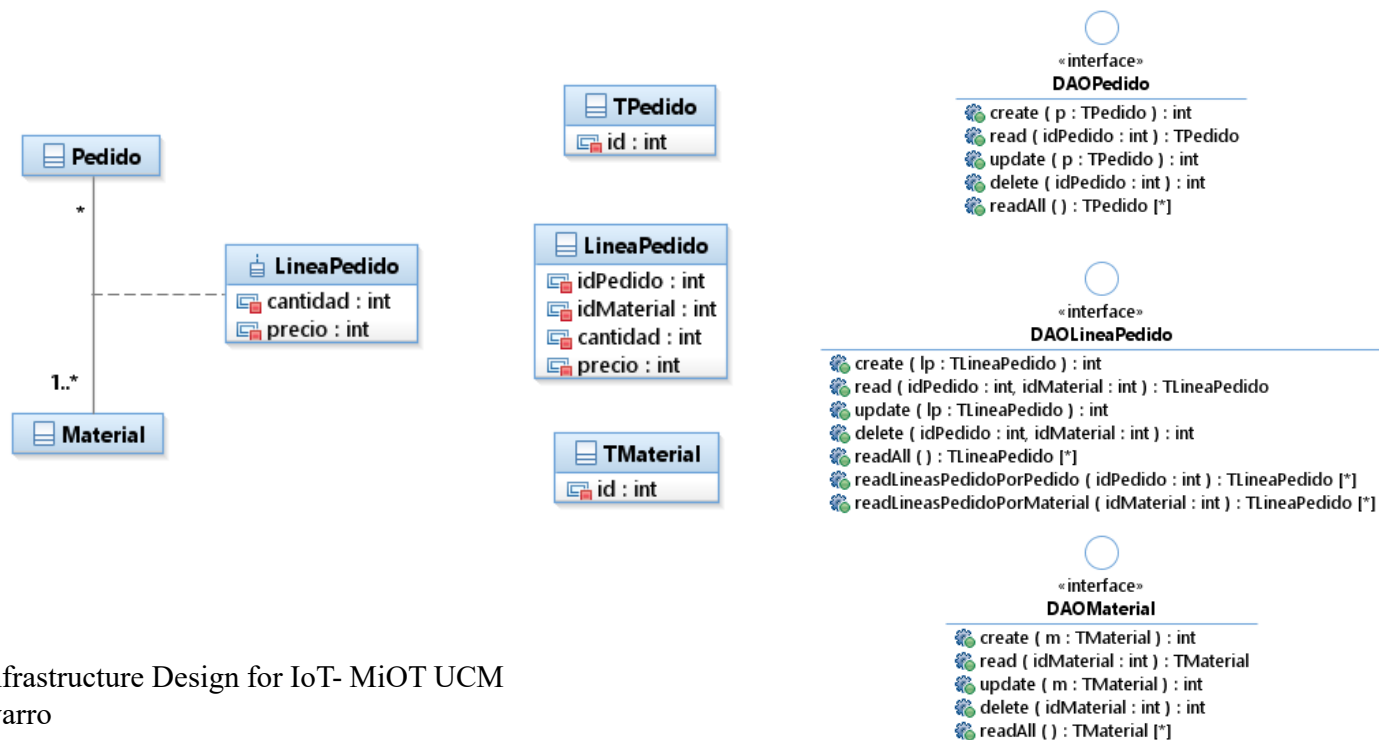 Pedido
*
LineaPedido
cantidad : int
precio : int
1..*
Material
TPedido
id : int
LineaPedido
idPedido : int
idMaterial : int
cantidad : int
precio : int
TMaterial
id : int
«interface»
DAOPedido
create ( p : TPedido ) : int
read ( idPedido : int ) : TPedido
update ( p : TPedido ) : int
delete ( idPedido : int ) : int
readAll ( ) : TPedido [*]
«interface»
DAOLineaPedido
create ( lp : TLineaPedido ) : int
read ( idPedido : int, idMaterial : int ) : TLineaPedido
update ( lp : TLineaPedido ) : int
delete ( idPedido : int, idMaterial : int ) : int
readAll ( ) : TLineaPedido [*]
readLineasPedidoPorPedido ( idPedido : int ) : TLineaPedido [*]
readLineasPedidoPorMaterial ( idMaterial : int ) : TLineaPedido [*]
«interface»
DAOMaterial
create ( m : TMaterial ) : int
read ( idMaterial : int ) : TMaterial
update ( m : TMaterial ) : int
delete ( idMaterial : int ) : int
readAll ( ) : TMaterial [*]
nfrastructure Design for IoT- MiOT UCM
varro